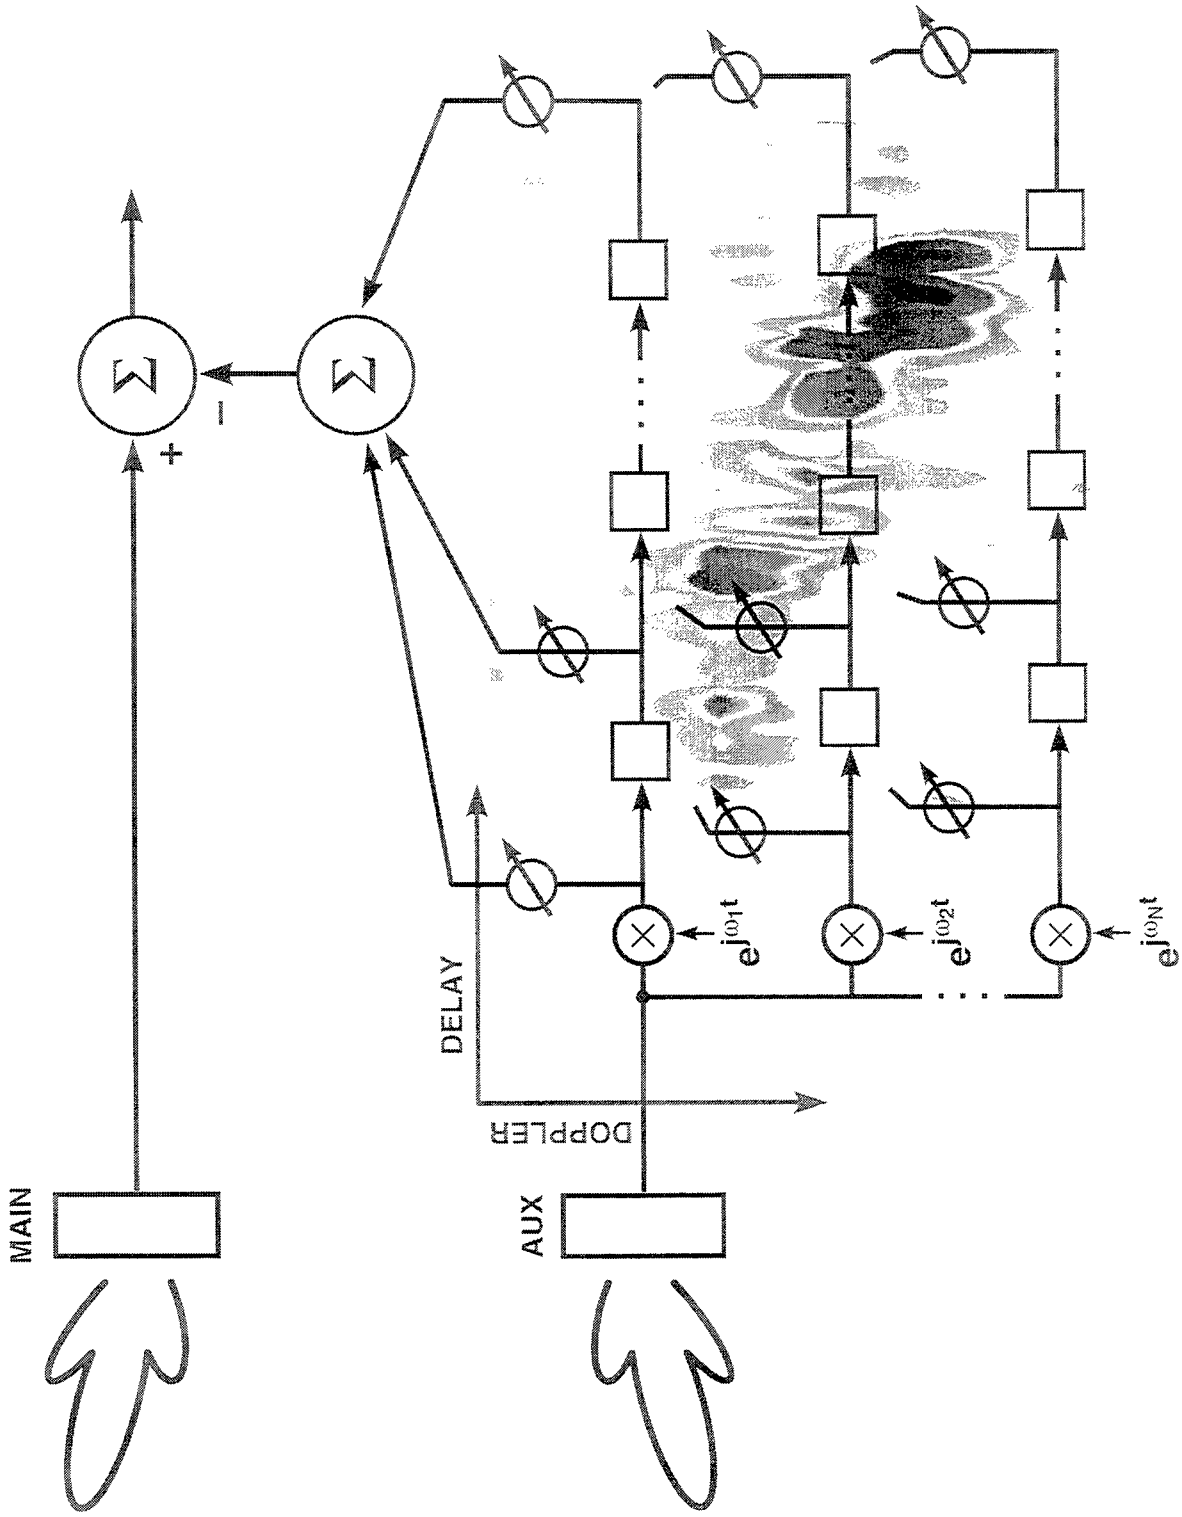 MAIN
Σ
+
−
Σ
DELAY
DOPPLER
AUX
e^{jω₁t}
e^{jω₂t}
e^{jω_Nt}